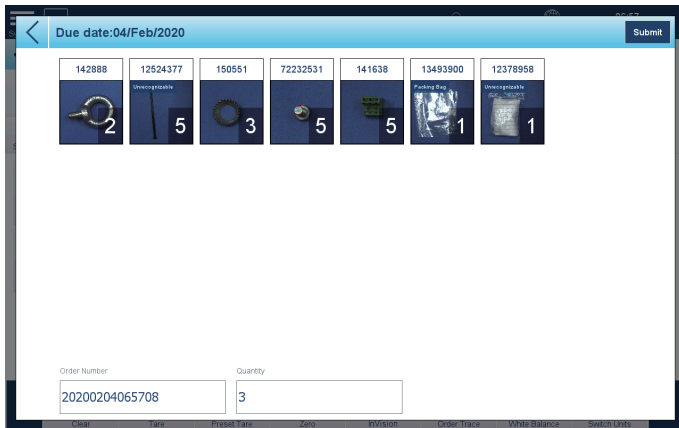 Due date:04/Feb/2020
Submit
142888
12524377
150551
72232531
141638
13493900
12378958
Unrecognizable
Packing Bag
Unrecognizable
2
5
3
5
5
1
1
Order Number
Quantity
20200204065708
3
Clear
Tare
Preset Tare
Zero
InVision
Order Trace
White Balance
Switch Units